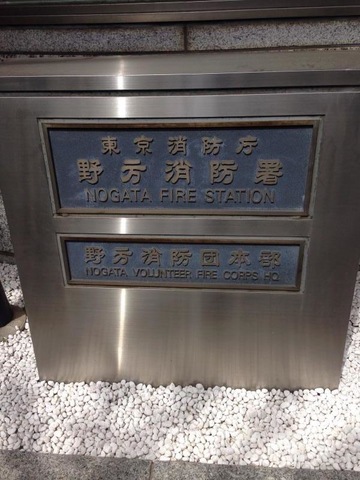 東京消防庁
野方消防署
NOGATA FIRE STATION
野方消防団本部
NOGATA VOLUNTEER FIRE CORPS HQ